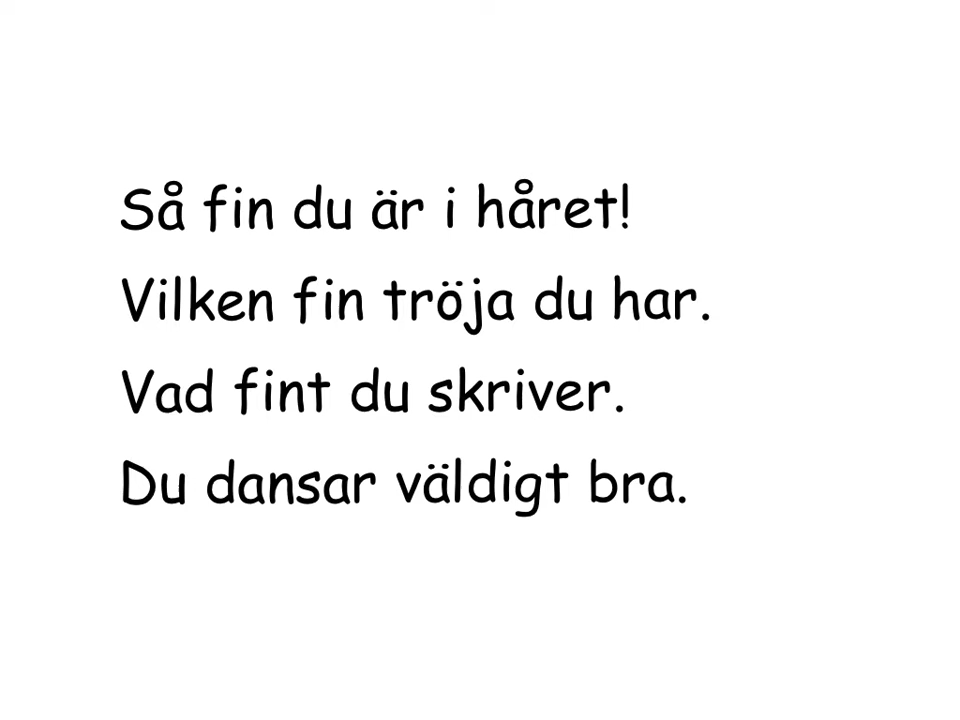 Så fin du är i håret!
Vilken fin tröja du har.
Vad fint du skriver.
Du dansar väldigt bra.